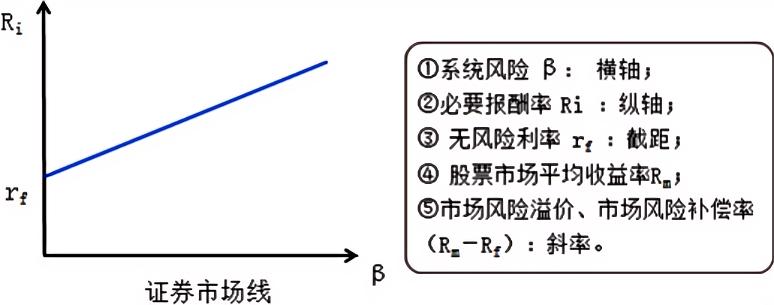 Ri
rf
β
证券市场线
①系统风险 β： 横轴；
②必要报酬率 Ri ：纵轴；
③ 无风险利率 rf ：截距；
④ 股票市场平均收益率Rm；
⑤市场风险溢价、市场风险补偿率
（Rm－Rf）：斜率。